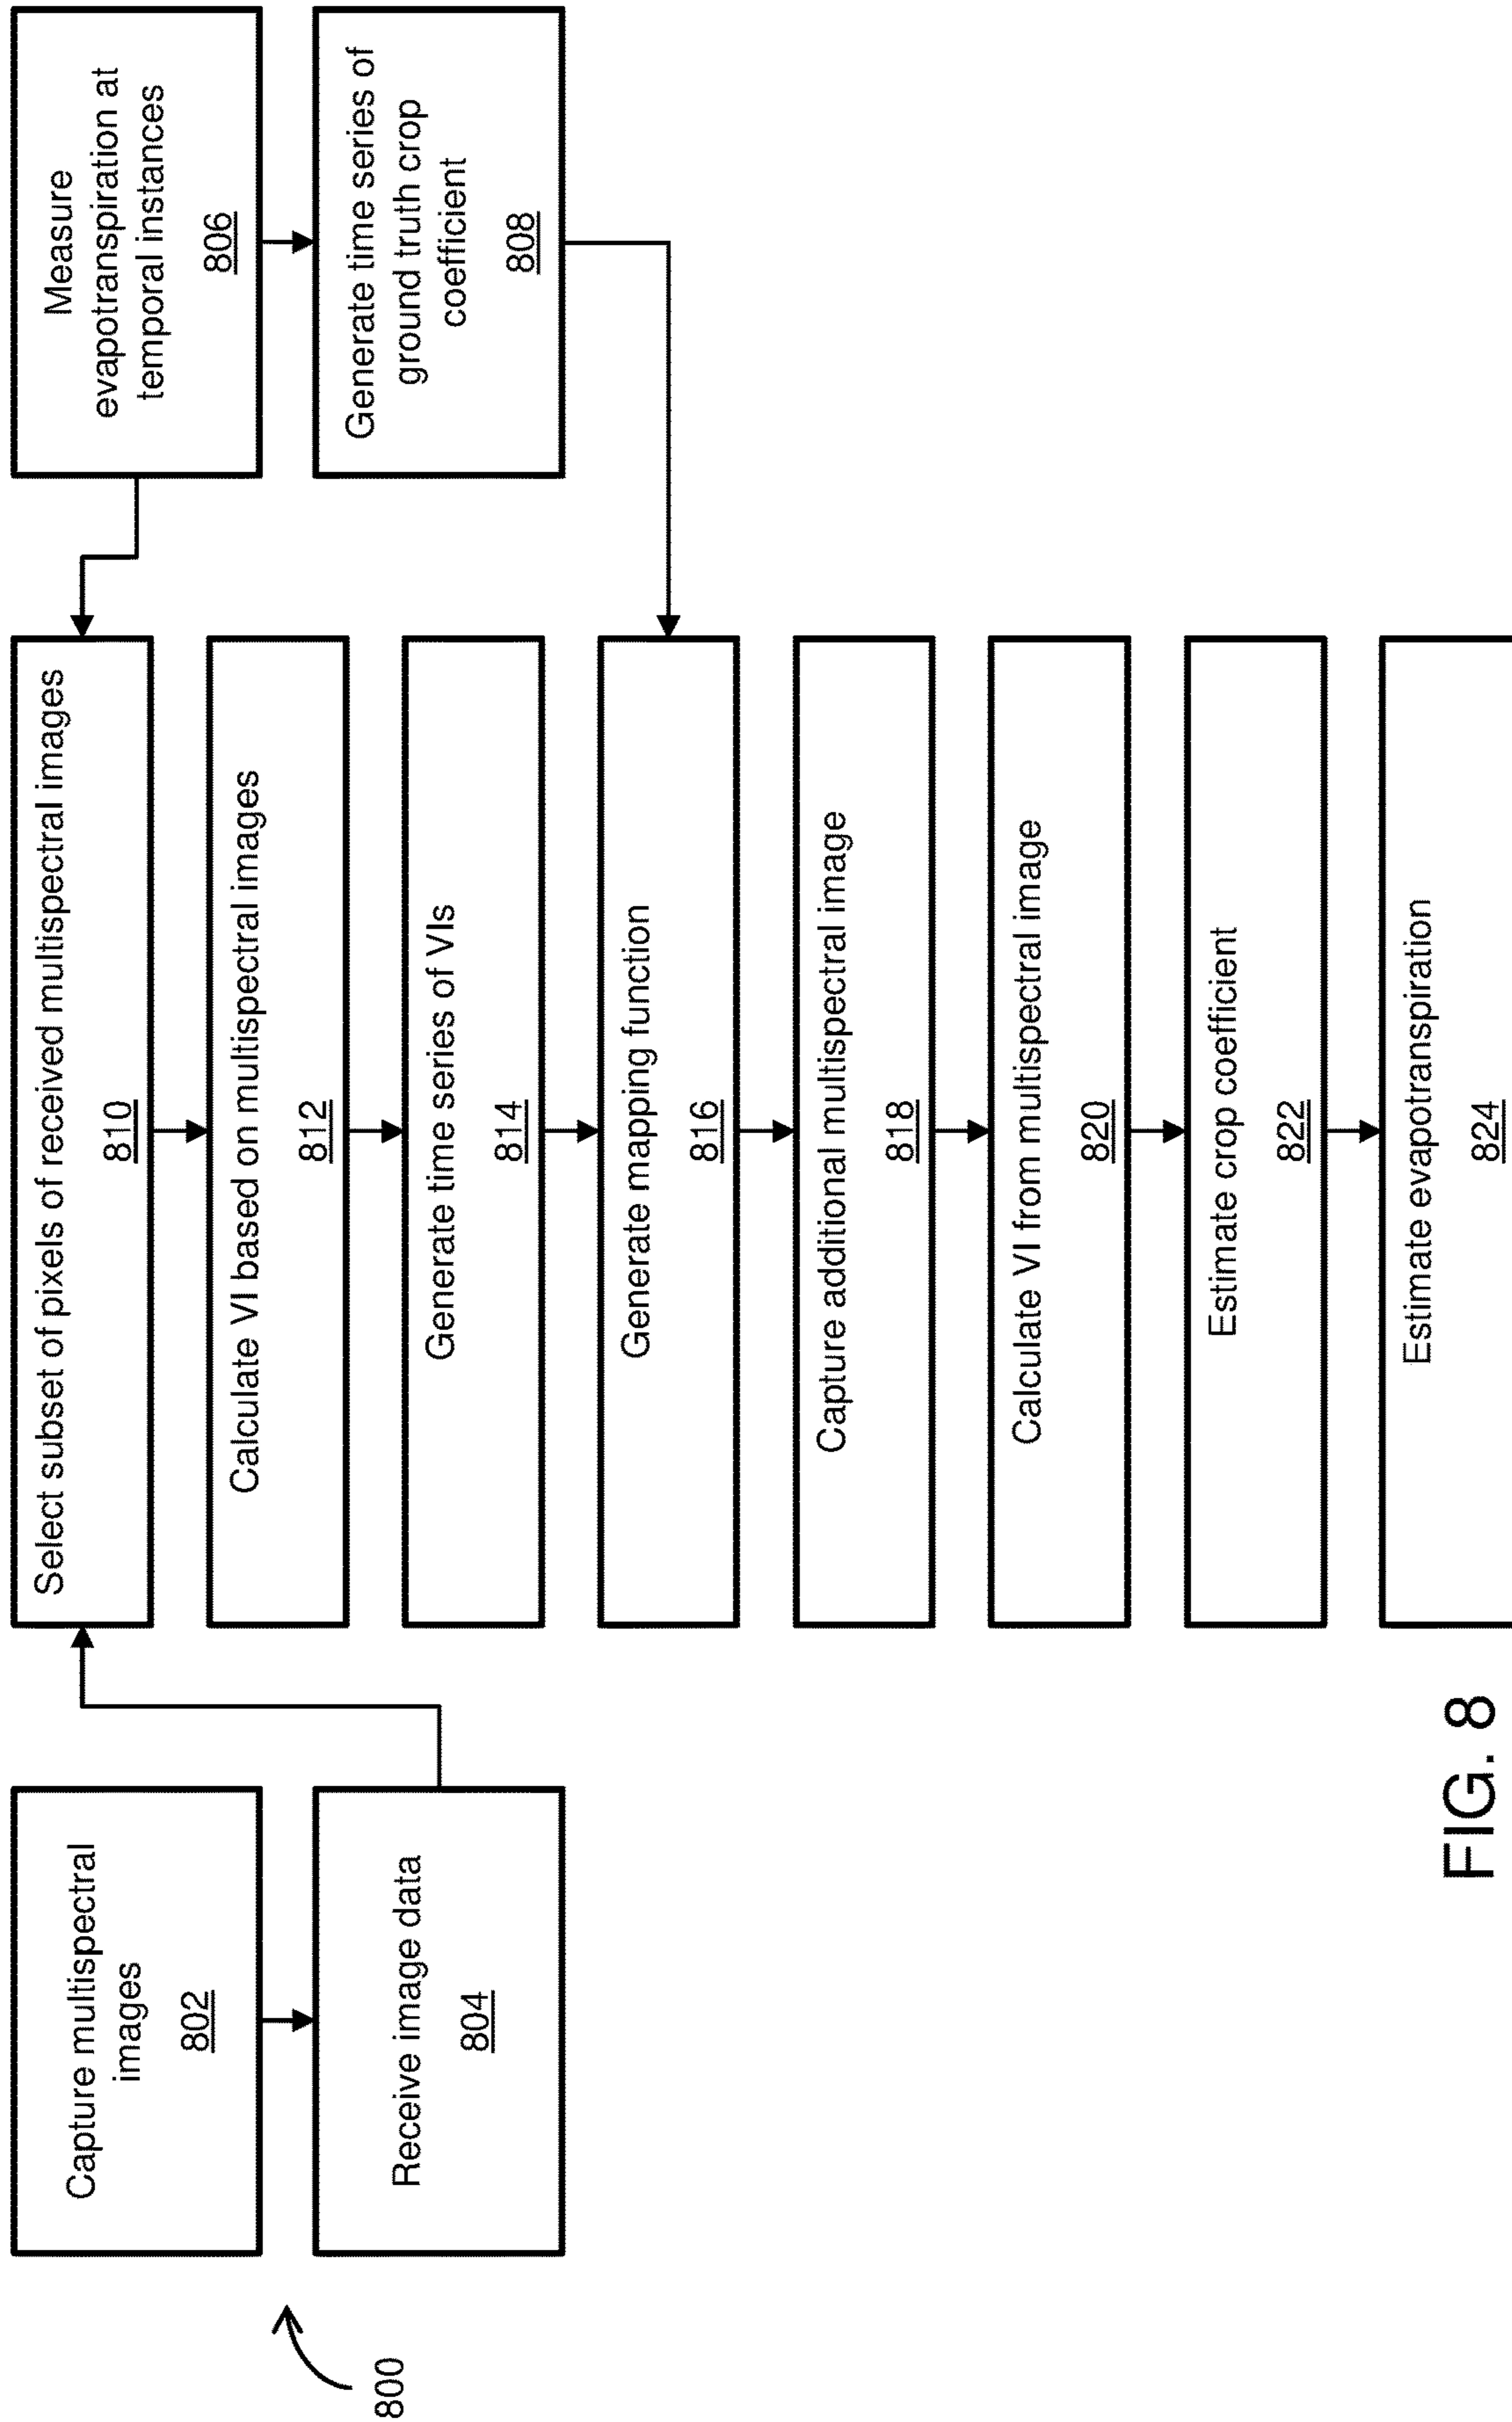 800
Capture multispectral
images
802
Receive image data
804
Measure
evapotranspiration at
temporal instances
806
Generate time series of
ground truth crop
coefficient
808
Select subset of pixels of received multispectral images
810
Calculate VI based on multispectral images
812
Generate time series of VIs
814
Generate mapping function
816
Capture additional multispectral image
818
Calculate VI from multispectral image
820
Estimate crop coefficient
822
Estimate evapotranspiration
824
FIG. 8